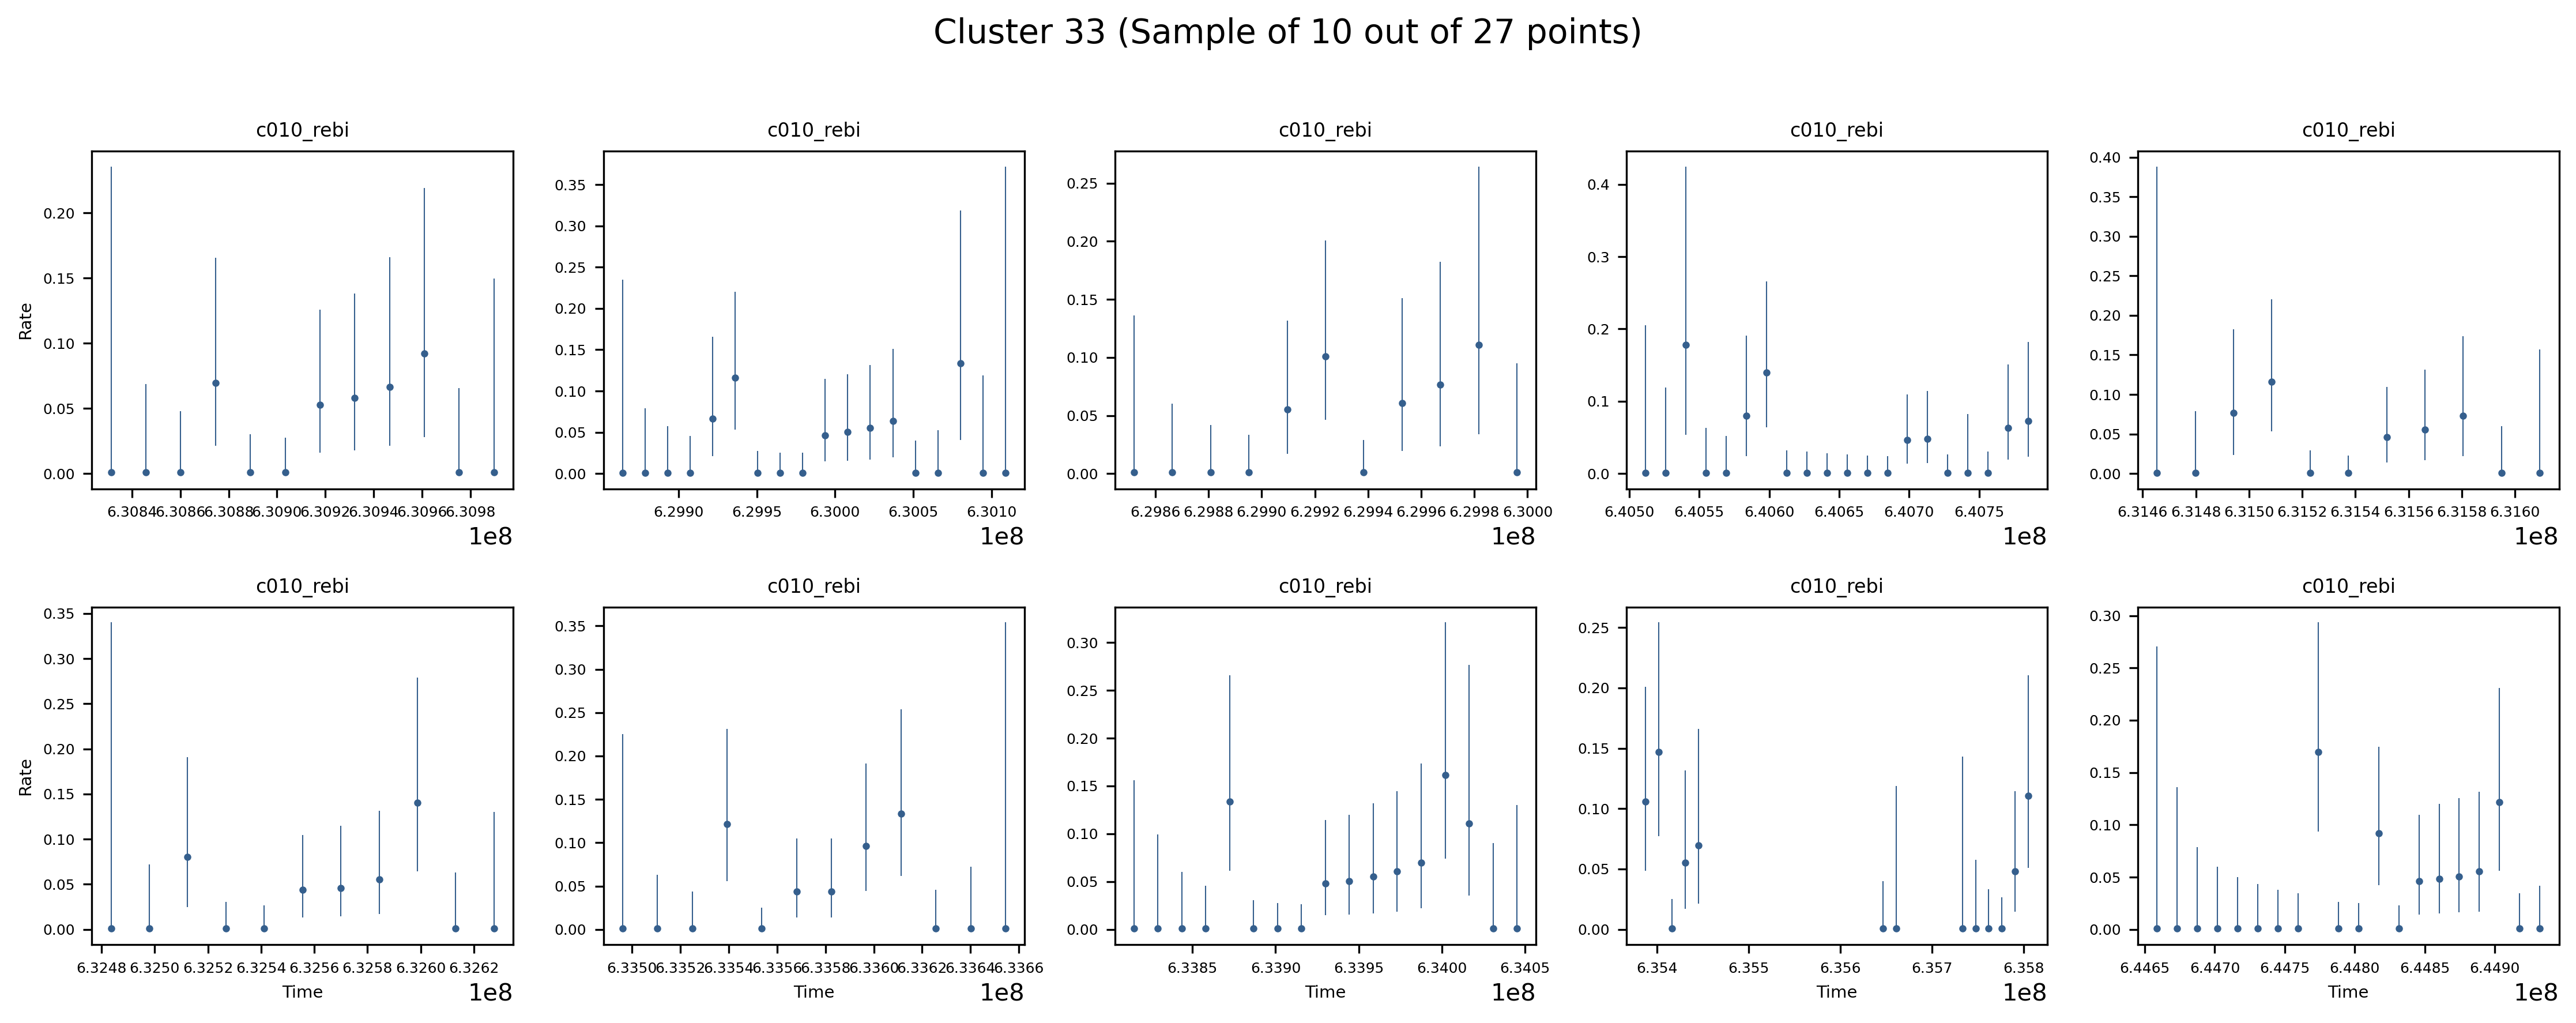 Cluster 33 (Sample of 10 out of 27 points)
c010_rebi c010_rebi c010_rebi c010_rebi c010_rebi
Rate
0.20
0.15
0.10
0.05
0.00
6.3084 6.3086 6.3088 6.3090 6.3092 6.3094 6.3096 6.3098
1e8
0.35
0.30
0.25
0.20
0.15
0.10
0.05
0.00
6.2990 6.2995 6.3000 6.3005 6.3010
1e8
0.25
0.20
0.15
0.10
0.05
0.00
6.2986 6.2988 6.2990 6.2992 6.2994 6.2996 6.2998 6.3000
1e8
0.4
0.3
0.2
0.1
0.0
6.4050 6.4055 6.4060 6.4065 6.4070 6.4075
1e8
0.40
0.35
0.30
0.25
0.20
0.15
0.10
0.05
0.00
6.3146 6.3148 6.3150 6.3152 6.3154 6.3156 6.3158 6.3160
1e8
c010_rebi c010_rebi c010_rebi c010_rebi c010_rebi
Rate
0.35
0.30
0.25
0.20
0.15
0.10
0.05
0.00
6.3248 6.3250 6.3252 6.3254 6.3256 6.3258 6.3260 6.3262
Time
1e8
0.35
0.30
0.25
0.20
0.15
0.10
0.05
0.00
6.3350 6.3352 6.3354 6.3356 6.3358 6.3360 6.3362 6.3364 6.3366
Time
1e8
0.30
0.25
0.20
0.15
0.10
0.05
0.00
6.3385 6.3390 6.3395 6.3400 6.3405
Time
1e8
0.25
0.20
0.15
0.10
0.05
0.00
6.354 6.355 6.356 6.357 6.358
Time
1e8
0.30
0.25
0.20
0.15
0.10
0.05
0.00
6.4465 6.4470 6.4475 6.4480 6.4485 6.4490
Time
1e8